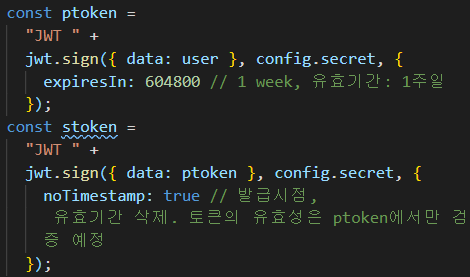 const ptoken =
"JWT " +
jwt.sign({ data: user }, config.secret, {
expiresIn: 604800 // 1 week, 유효기간: 1주일
});
const stoken =
"JWT " +
jwt.sign({ data: ptoken }, config.secret, {
noTimestamp: true // 발급시점,
유효기간 삭제. 토큰의 유효성은 ptoken에서만 검
증 예정
});